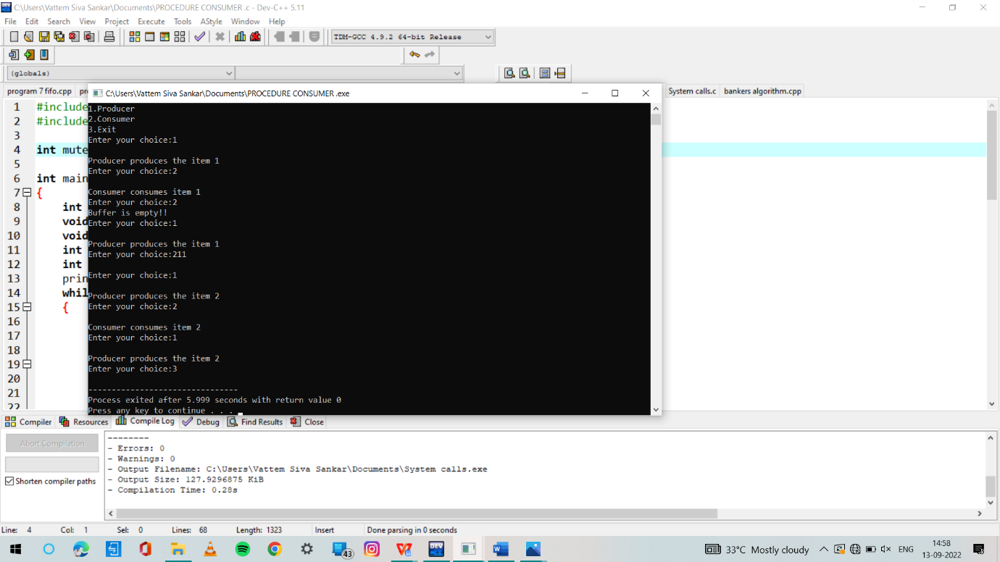 C:\Users\Vattem Siva Sankar\Documents\PROCEDURE CONSUMER .c - Dev-C++ 5.11
File Edit Search View Project Execute Tools AStyle Window Help
TDM-GCC 4.9.2 64-bit Release
(globals)
program 7 fifo.cpp pr System calls.c bankers algorithm.cpp
C:\Users\Vattem Siva Sankar\Documents\PROCEDURE CONSUMER .exe
1 #include
2 #include
3
4 int mute
5
6 int main
7 {
8 int
9 void
10 void
11 int
12 int
13 prin
14 whil
15 {
16
17
18
19
20
21
22
1.Producer
2.Consumer
3.Exit
Enter your choice:1
Producer produces the item 1
Enter your choice:2
Consumer consumes item 1
Enter your choice:2
Buffer is empty!!
Enter your choice:1
Producer produces the item 1
Enter your choice:211
Enter your choice:1
Producer produces the item 2
Enter your choice:2
Consumer consumes item 2
Enter your choice:1
Producer produces the item 2
Enter your choice:3
--------------------------------
Process exited after 5.999 seconds with return value 0
Press any key to continue . . .
Compiler Resources Compile Log Debug Find Results Close
Abort Compilation
Shorten compiler paths
--------
- Errors: 0
- Warnings: 0
- Output Filename: C:\Users\Vattem Siva Sankar\Documents\System calls.exe
- Output Size: 127.9296875 KiB
- Compilation Time: 0.28s
Line: 4 Col: 1 Sel: 0 Lines: 68 Length: 1323 Insert Done parsing in 0 seconds
DEV
43
W
33°C Mostly cloudy
ENG
14:58
13-09-2022